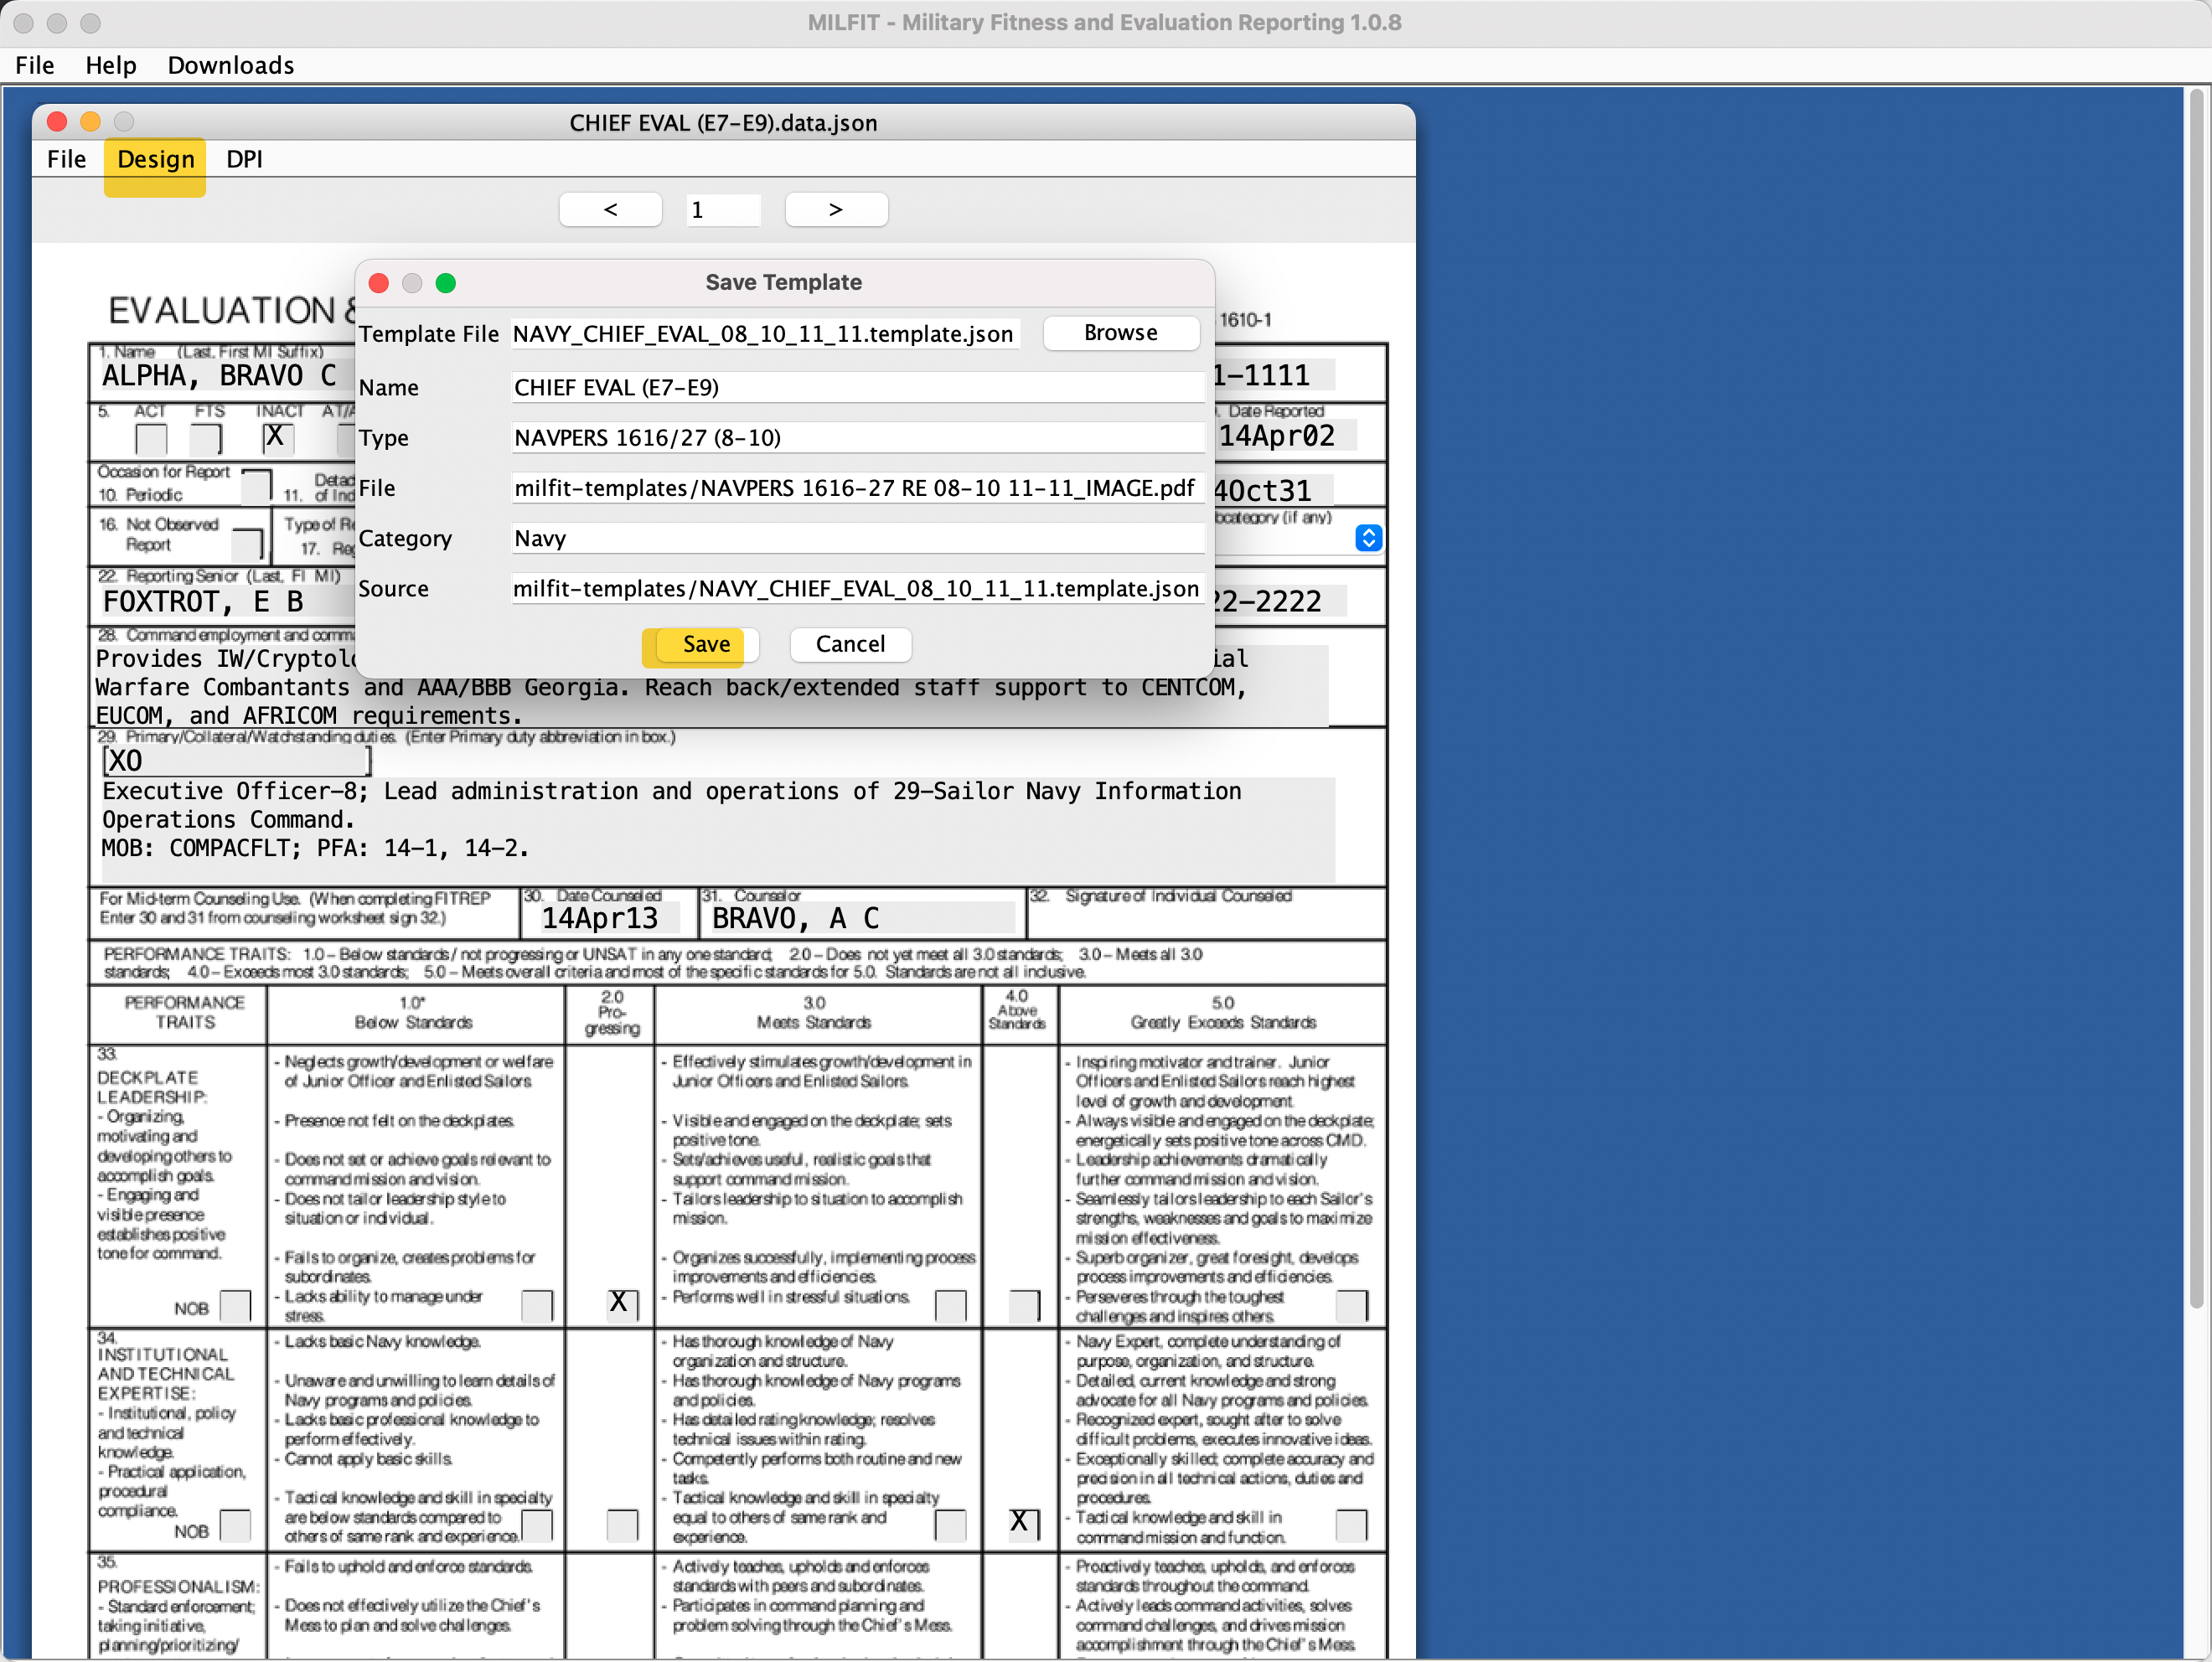 MILFIT - Military Fitness and Evaluation Reporting 1.0.8
File Help Downloads
CHIEF EVAL (E7-E9).data.json
File Design DPI
< 1 >
EVALUATION &
1610-1
Save Template
Template File NAVY_CHIEF_EVAL_08_10_11_11.template.json Browse
Name CHIEF EVAL (E7-E9)
Type NAVPERS 1616/27 (8-10)
File milfit-templates/NAVPERS 1616-27 RE 08-10 11-11_IMAGE.pdf
Category Navy
Source milfit-templates/NAVY_CHIEF_EVAL_08_10_11_11.template.json
Save Cancel
1. Name (Last, First MI Suffix)
ALPHA, BRAVO C
1-1111
5. ACT FTS INACT
X
Date Reported
14Apr02
Occasion for Report
10. Periodic
11. of
4Oct31
16. Not Observed Report
Type of
17.
(if any)
22. Reporting Senior (Last, FI MI)
FOXTROT, E B
22-2222
28. Command employment and
Provides ial
Warfare Combantants and AAA/BBB Georgia. Reach back/extended staff support to CENTCOM,
EUCOM, and AFRICOM requirements.
29. Primary/Collateral/Watchstanding duties. (Enter Primary duty abbreviation in box.)
[XO ]
Executive Officer-8; Lead administration and operations of 29-Sailor Navy Information
Operations Command.
MOB: COMPACFLT; PFA: 14-1, 14-2.
For Mid-term Counseling Use. (When completing FITREP
Enter 30 and 31 from counseling worksheet sign 32.)
30. Date Counseled
14Apr13
31. Counselor
BRAVO, A C
32. Signature of Individual Counseled
PERFORMANCE TRAITS: 1.0 – Below standards / not progressing or UNSAT in any one standard; 2.0 – Does not yet meet all 3.0 standards; 3.0 – Meets all 3.0
standards; 4.0 – Exceeds most 3.0 standards; 5.0 – Meets overall criteria and most of the specific standards for 5.0. Standards are not all inclusive.
PERFORMANCE
TRAITS
1.0*
Below Standards
2.0
Pro-
gressing
3.0
Meets Standards
4.0
Above
Standards
5.0
Greatly Exceeds Standards
33.
DECKPLATE
LEADERSHIP:
- Organizing,
motivating and
developing others to
accomplish goals.
- Engaging and
visible presence
establishes positive
tone for command.
NOB
- Neglects growth/development or welfare
of Junior Officer and Enlisted Sailors
- Presence not felt on the deckplates.
- Does not set or achieve goals relevant to
command mission and vision.
- Does not tailor leadership style to
situation or individual.
- Fails to organize, creates problems for
subordinates.
- Lacks ability to manage under
stress.
X
- Effectively stimulates growth/development in
Junior Officers and Enlisted Sailors.
- Visible and engaged on the deckplate; sets
positive tone.
- Sets/achieves useful, realistic goals that
support command mission.
- Tailors leadership to situation to accomplish
mission.
- Organizes successfully, implementing process
improvements and efficiencies.
- Performs well in stressful situations.
- Inspiring motivator and trainer. Junior
Officers and Enlisted Sailors reach highest
level of growth and development.
- Always visible and engaged on the deckplate;
energetically sets positive tone across CMD.
- Leadership achievements dramatically
further command mission and vision.
- Seamlessly tailors leadership to each Sailor's
strengths, weaknesses and goals to maximize
mission effectiveness.
- Superb organizer, great foresight, develops
process improvements and efficiencies.
- Perseveres through the toughest
challenges and inspires others.
34.
INSTITUTIONAL
AND TECHNICAL
EXPERTISE:
- Institutional, policy
and technical
knowledge.
- Practical application,
procedural
compliance.
NOB
- Lacks basic Navy knowledge.
- Unaware and unwilling to learn details of
Navy programs and policies.
- Lacks basic professional knowledge to
perform effectively.
- Cannot apply basic skills.
- Tactical knowledge and skill in specialty
are below standards compared to
others of same rank and experience.
- Has thorough knowledge of Navy
organization and structure.
- Has thorough knowledge of Navy programs
and policies.
- Has detailed rating knowledge; resolves
technical issues within rating.
- Competently performs both routine and new
tasks.
- Tactical knowledge and skill in specialty
equal to others of same rank and
experience.
X
- Navy Expert, complete understanding of
purpose, organization, and structure.
- Detailed, current knowledge and strong
advocate for all Navy programs and policies.
- Recognized expert, sought after to solve
difficult problems, executes innovative ideas.
- Exceptionally skilled; complete accuracy and
precision in all technical actions, duties and
procedures.
- Tactical knowledge and skill in
command mission and function.
35.
PROFESSIONALISM:
- Standard enforcement;
taking initiative,
planning/prioritizing/
- Fails to uphold and enforce standards.
- Does not effectively utilize the Chief's
Mess to plan and solve challenges.
- Actively teaches, upholds and enforces
standards with peers and subordinates.
- Participates in command planning and
problem solving through the Chief's Mess.
- Proactively teaches, upholds, and enforces
standards throughout the command.
- Actively leads command activities, solves
command challenges, and drives mission
accomplishment through the Chief's Mess.